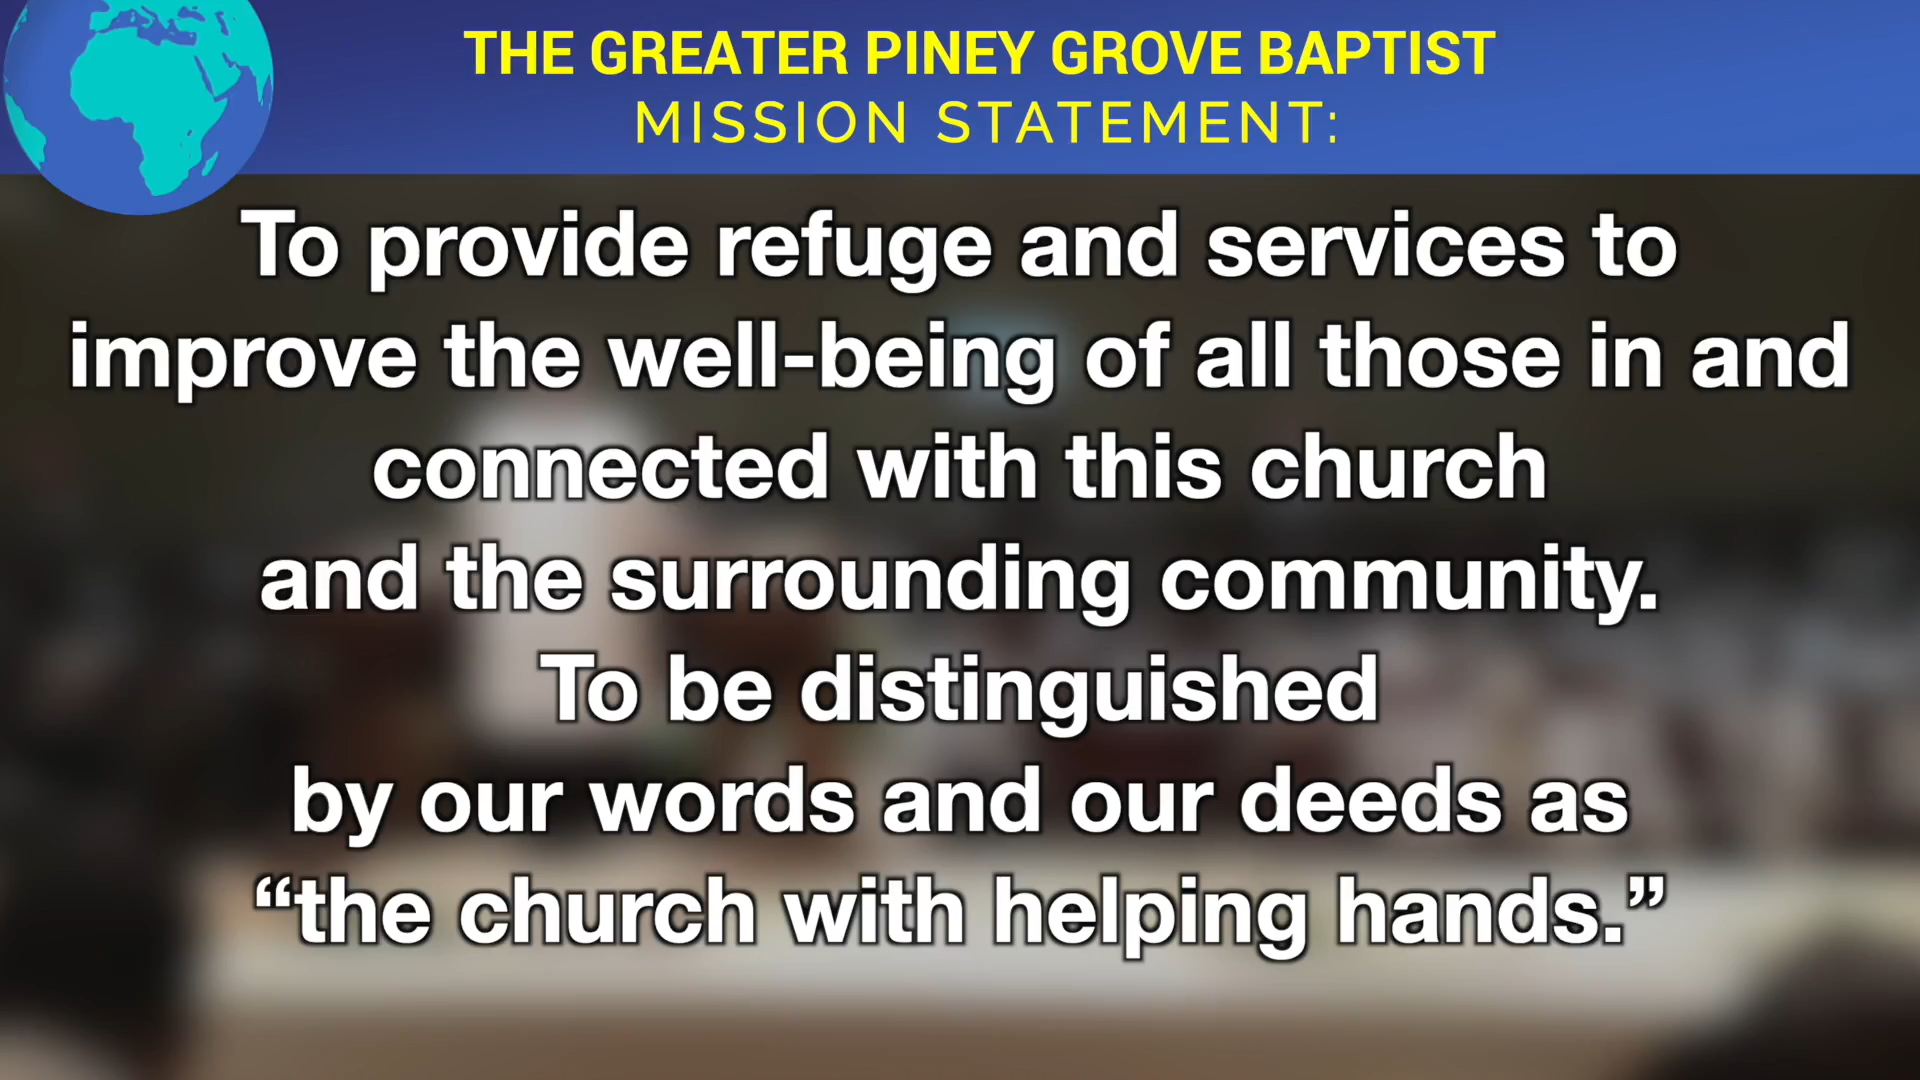 THE GREATER PINEY GROVE BAPTIST
MISSION STATEMENT:
To provide refuge and services to
improve the well-being of all those in and
connected with this church
and the surrounding community.
To be distinguished
by our words and our deeds as
“the church with helping hands.”